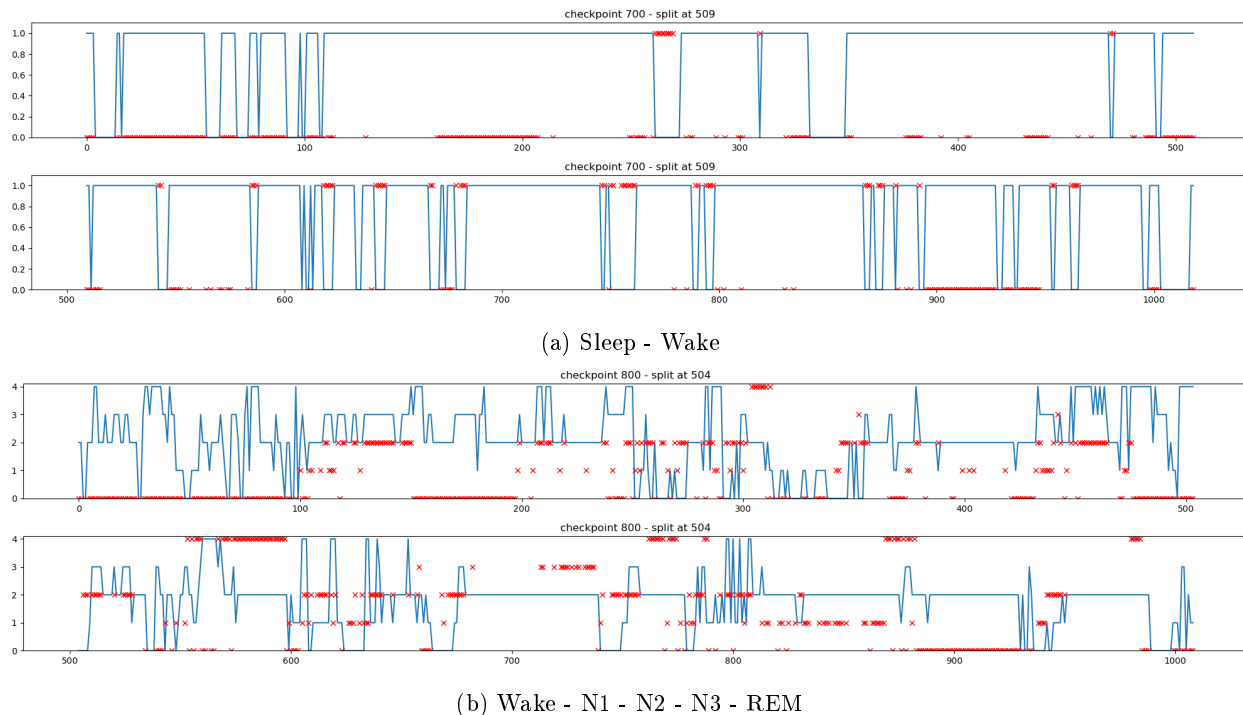 checkpoint 700 - split at 509
1.0
0.8
0.6
0.4
0.2
0.0
0 100 200 300 400 500
checkpoint 700 - split at 509
1.0
0.8
0.6
0.4
0.2
0.0
500 600 700 800 900 1000
(a) Sleep - Wake
checkpoint 800 - split at 504
4
3
2
1
0
0 100 200 300 400 500
checkpoint 800 - split at 504
4
3
2
1
0
500 600 700 800 900 1000
(b) Wake - N1 - N2 - N3 - REM